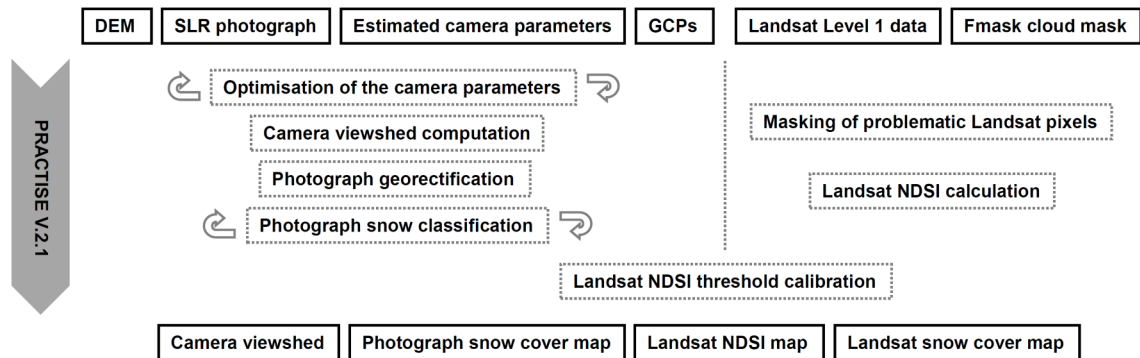 DEM
SLR photograph
Estimated camera parameters
GCPs
Landsat Level 1 data
Fmask cloud mask
PRACTISE V.2.1
Optimisation of the camera parameters
Camera viewshed computation
Photograph georectification
Photograph snow classification
Masking of problematic Landsat pixels
Landsat NDSI calculation
Landsat NDSI threshold calibration
Camera viewshed
Photograph snow cover map
Landsat NDSI map
Landsat snow cover map